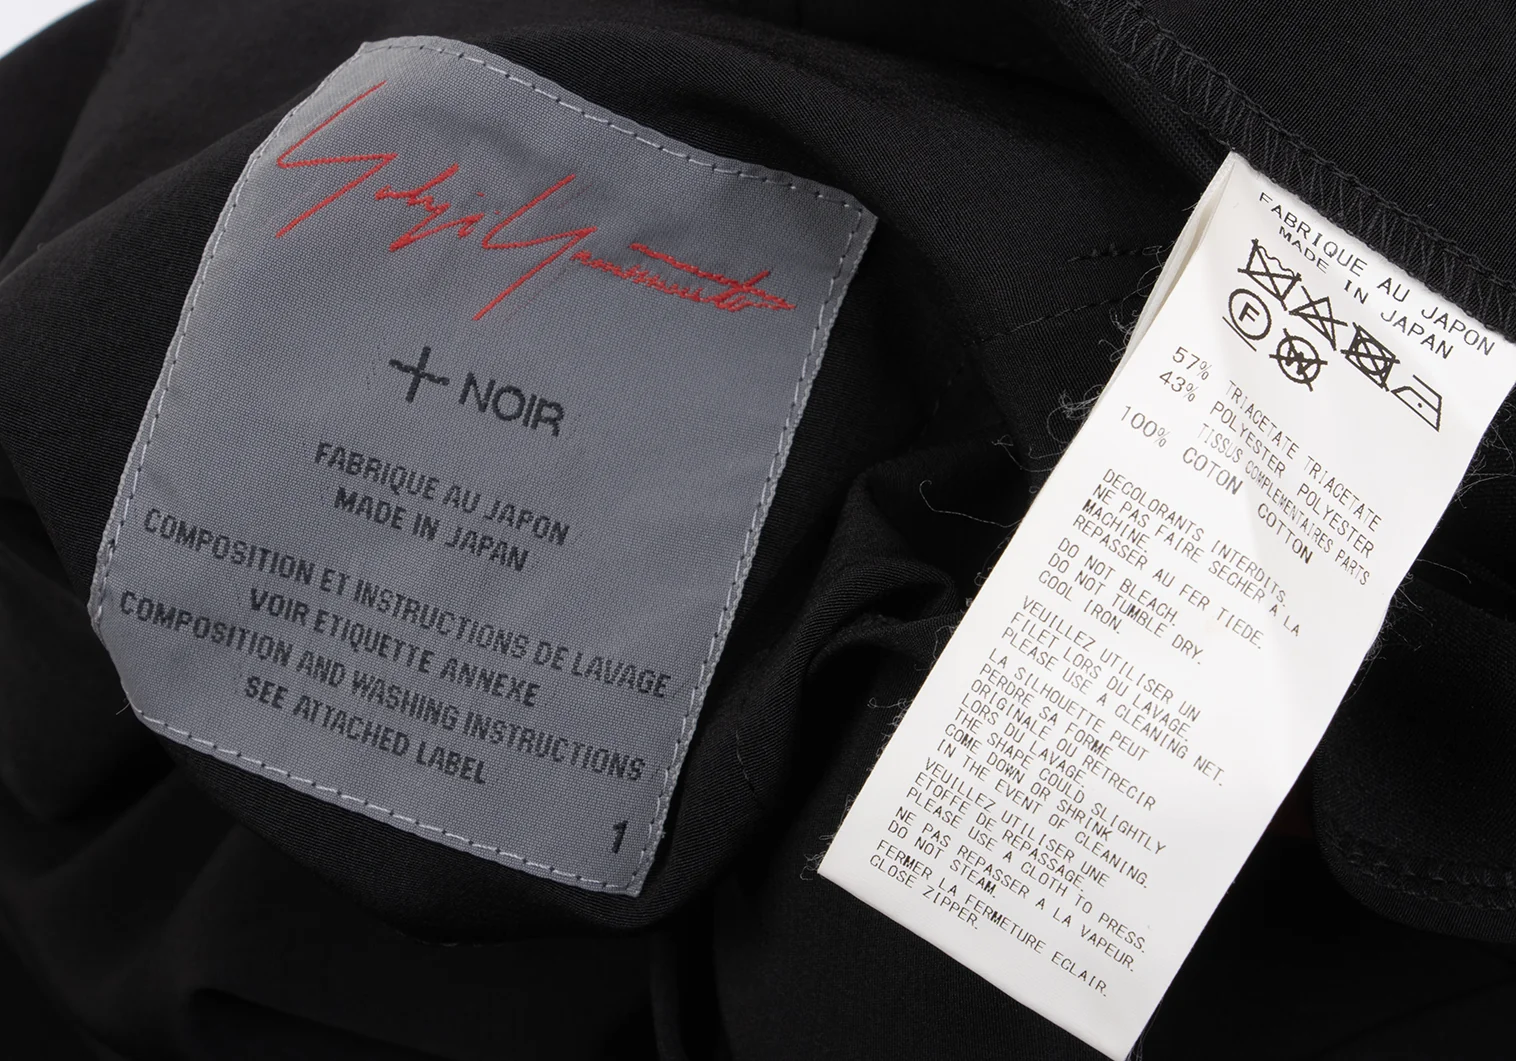 Yohji Yamamoto
+ NOIR
FABRIQUE AU JAPON
MADE IN JAPAN
COMPOSITION ET INSTRUCTIONS DE LAVAGE
VOIR ETIQUETTE ANNEXE
COMPOSITION AND WASHING INSTRUCTIONS
SEE ATTACHED LABEL
1
FABRIQUE AU JAPON
MADE IN JAPAN
F
W
57% TRIACETATE TRIACETATE
43% POLYESTER POLYESTER
TISSUS COMPLEMENTAIRES PARTS
100% COTON COTTON
DECOLORANTS INTERDITS.
NE PAS FAIRE SECHER A LA
MACHINE.
REPASSER AU FER TIEDE.
DO NOT BLEACH.
DO NOT TUMBLE DRY.
COOL IRON.
VEUILLEZ UTILISER UN
FILET LORS DU LAVAGE.
PLEASE USE A CLEANING NET.
LA SILHOUETTE PEUT
PERDRE SA FORME
ORIGINALE OU RETRECIR
LORS DU LAVAGE.
THE SHAPE COULD SLIGHTLY
COME DOWN OR SHRINK
IN THE EVENT OF CLEANING.
VEUILLEZ UTILISER UNE
ETOFFE DE REPASSAGE.
PLEASE USE A CLOTH TO PRESS.
NE PAS REPASSER A LA VAPEUR.
DO NOT STEAM.
FERMER LA FERMETURE ECLAIR.
CLOSE ZIPPER.